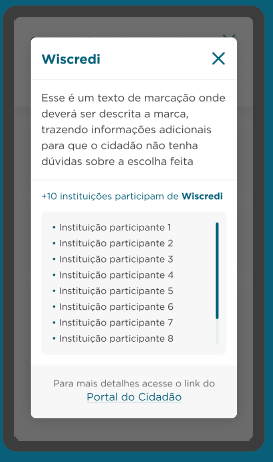 Wiscredi
Esse é um texto de marcação onde
deverá ser descrita a marca,
trazendo informações adicionais
para que o cidadão não tenha
dúvidas sobre a escolha feita
+10 instituições participam de Wiscredi
• Instituição participante 1
• Instituição participante 2
• Instituição participante 3
• Instituição participante 4
• Instituição participante 5
• Instituição participante 6
• Instituição participante 7
• Instituição participante 8
Para mais detalhes acesse o link do
Portal do Cidadão